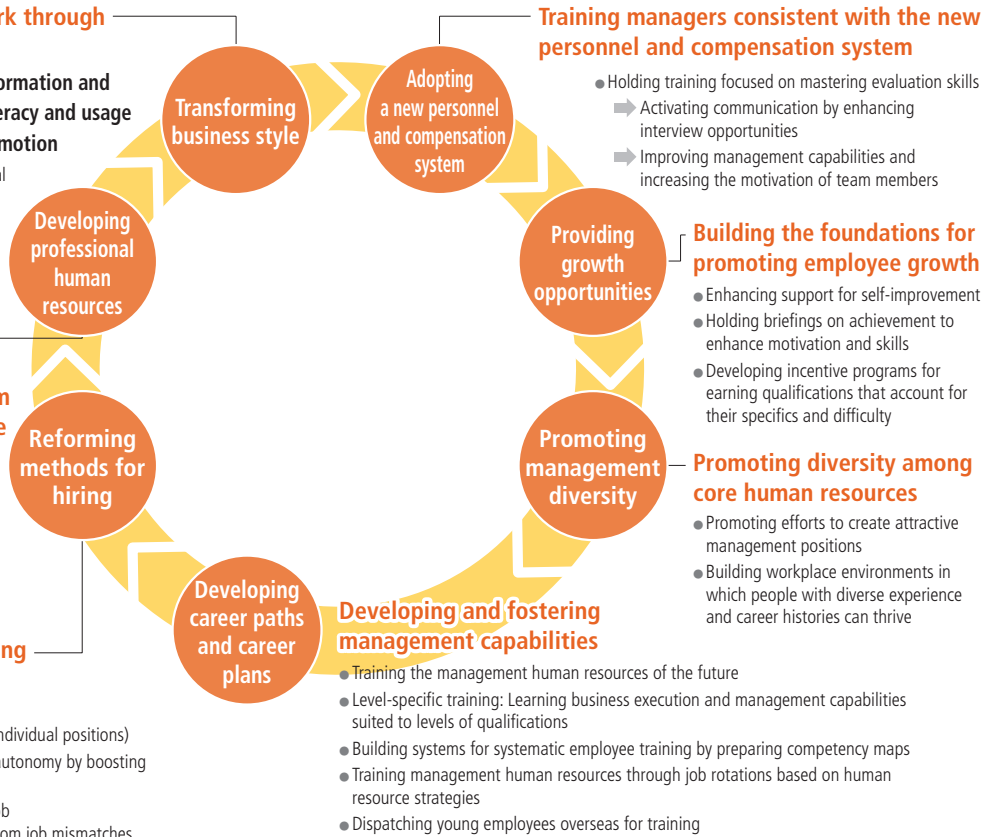 rk through
ormation and
eracy and usage
motion
al
Training managers consistent with the new
personnel and compensation system
● Holding training focused on mastering evaluation skills
Activating communication by enhancing
interview opportunities
Improving management capabilities and
increasing the motivation of team members
Transforming
business style
Adopting
a new personnel
and compensation
system
Developing
professional
human
resources
Providing
growth
opportunities
Building the foundations for
promoting employee growth
● Enhancing support for self-improvement
● Holding briefings on achievement to
enhance motivation and skills
● Developing incentive programs for
earning qualifications that account for
their specifics and difficulty
m
e
Reforming
methods for
hiring
Promoting
management
diversity
Promoting diversity among
core human resources
● Promoting efforts to create attractive
management positions
● Building workplace environments in
which people with diverse experience
and career histories can thrive
Developing
career paths
and career
plans
Developing and fostering
management capabilities
● Training the management human resources of the future
● Level-specific training: Learning business execution and management capabilities
suited to levels of qualifications
● Building systems for systematic employee training by preparing competency maps
● Training management human resources through job rotations based on human
resource strategies
● Dispatching young employees overseas for training
ng
ndividual positions)
utonomy by boosting
ob
om job mismatches